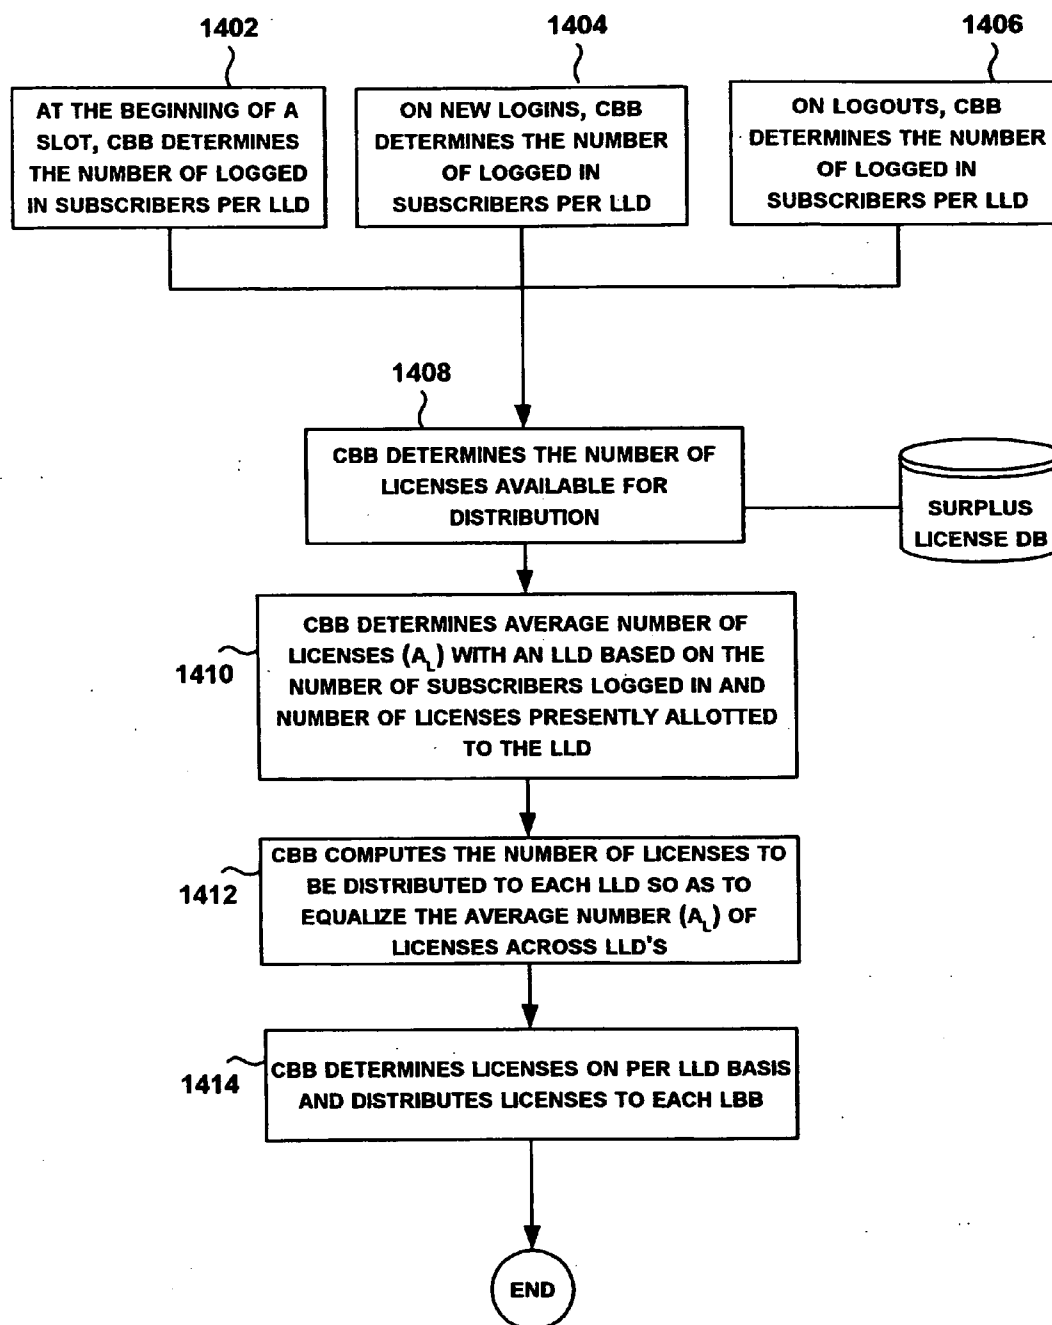 1402
1404
1406
AT THE BEGINNING OF A
SLOT, CBB DETERMINES
THE NUMBER OF LOGGED
IN SUBSCRIBERS PER LLD
ON NEW LOGINS, CBB
DETERMINES THE NUMBER
OF LOGGED IN
SUBSCRIBERS PER LLD
ON LOGOUTS, CBB
DETERMINES THE NUMBER
OF LOGGED IN
SUBSCRIBERS PER LLD
1408
CBB DETERMINES THE NUMBER OF
LICENSES AVAILABLE FOR
DISTRIBUTION
SURPLUS
LICENSE DB
1410
CBB DETERMINES AVERAGE NUMBER OF
LICENSES (AL) WITH AN LLD BASED ON THE
NUMBER OF SUBSCRIBERS LOGGED IN AND
NUMBER OF LICENSES PRESENTLY ALLOTTED
TO THE LLD
1412
CBB COMPUTES THE NUMBER OF LICENSES TO
BE DISTRIBUTED TO EACH LLD SO AS TO
EQUALIZE THE AVERAGE NUMBER (AL) OF
LICENSES ACROSS LLD'S
1414
CBB DETERMINES LICENSES ON PER LLD BASIS
AND DISTRIBUTES LICENSES TO EACH LBB
END